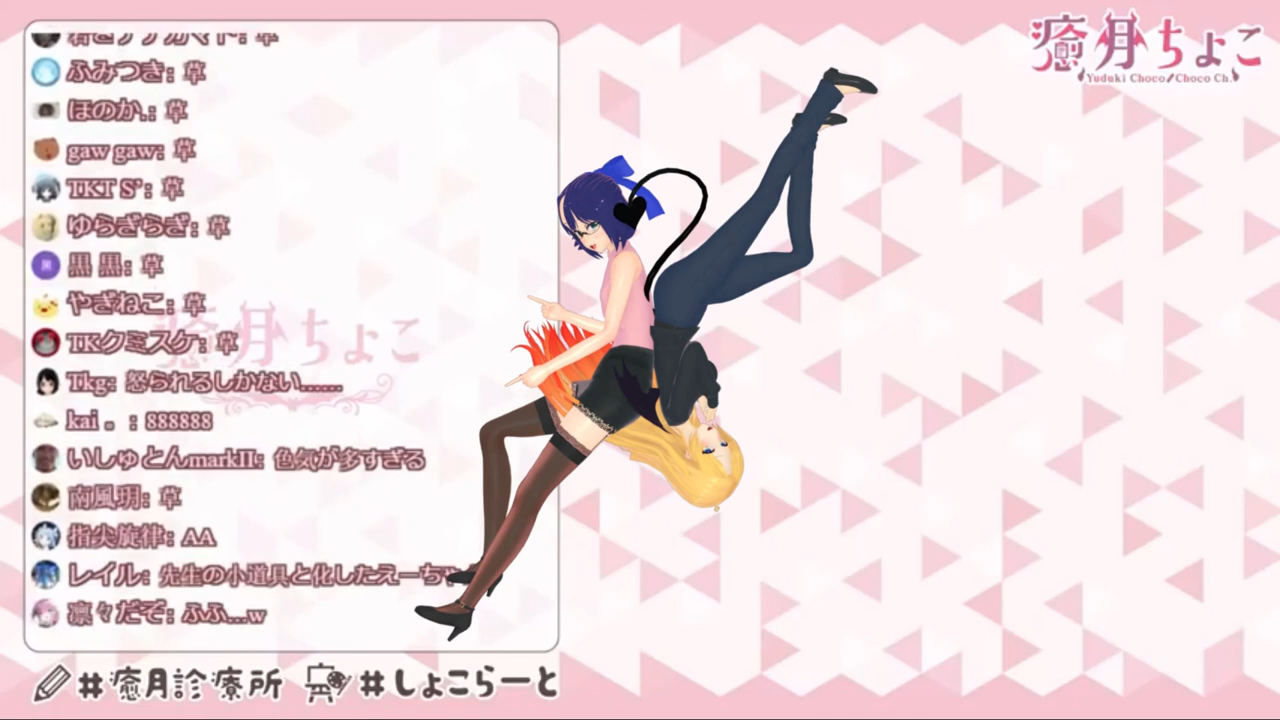 ふみつき: 草
ほのか.: 草
gaw gaw: 草
TKT S': 草
ゆらぎらぎ: 草
黒 黒: 草
やぎねこ: 草
TKクミスケ: 草
Tkg: 怒られるしかない……
kai 。: 888888
いしゅとんmarkII: 色気が多すぎる
南風玥: 草
指尖旋律: AA
レイル: 先生の小道具と化したえーちゃ
凛々だぞ: ふふ...w
癒月ちょこ
#癒月診療所 #しょこらーと
癒月ちょこ
Yuduki Choco/Choco Ch.